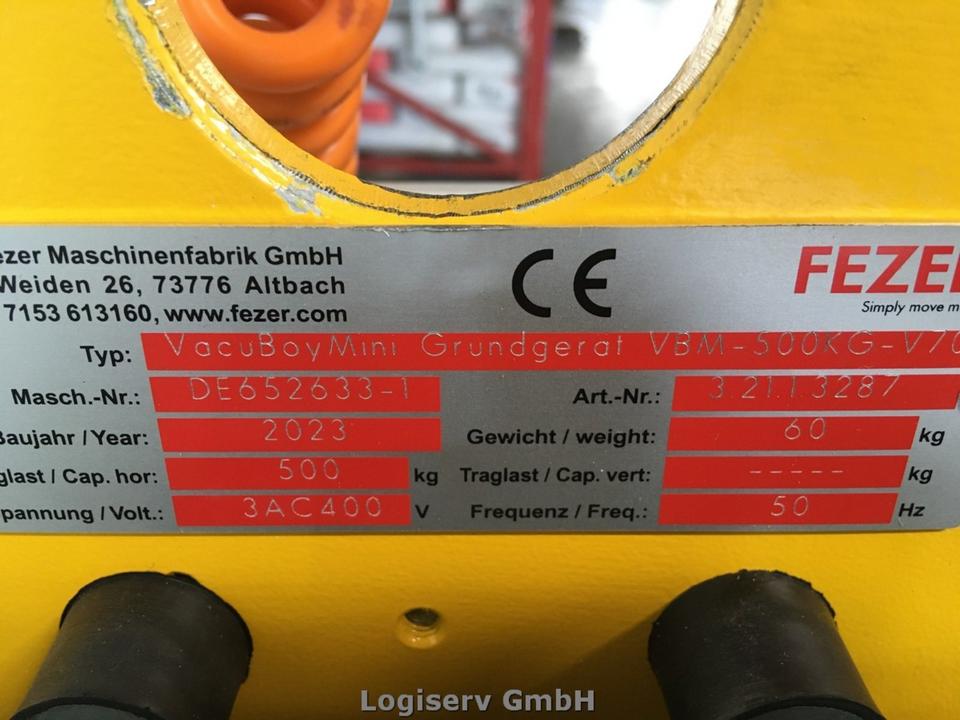 ezer Maschinenfabrik GmbH
Weiden 26, 73776 Altbach
7153 613160, www.fezer.com
CE
FEZER
Simply move m
Typ: VacuBoyMini Grundgerät VBM-500KG-V70
Masch.-Nr.: DE652633-1 Art.-Nr.: 3.21.1.3287
Baujahr / Year: 2023 Gewicht / weight: 60 kg
glast / Cap. hor: 500 kg Traglast / Cap. vert: ----- kg
pannung / Volt.: 3AC400 V Frequenz / Freq.: 50 Hz
Logiserv GmbH